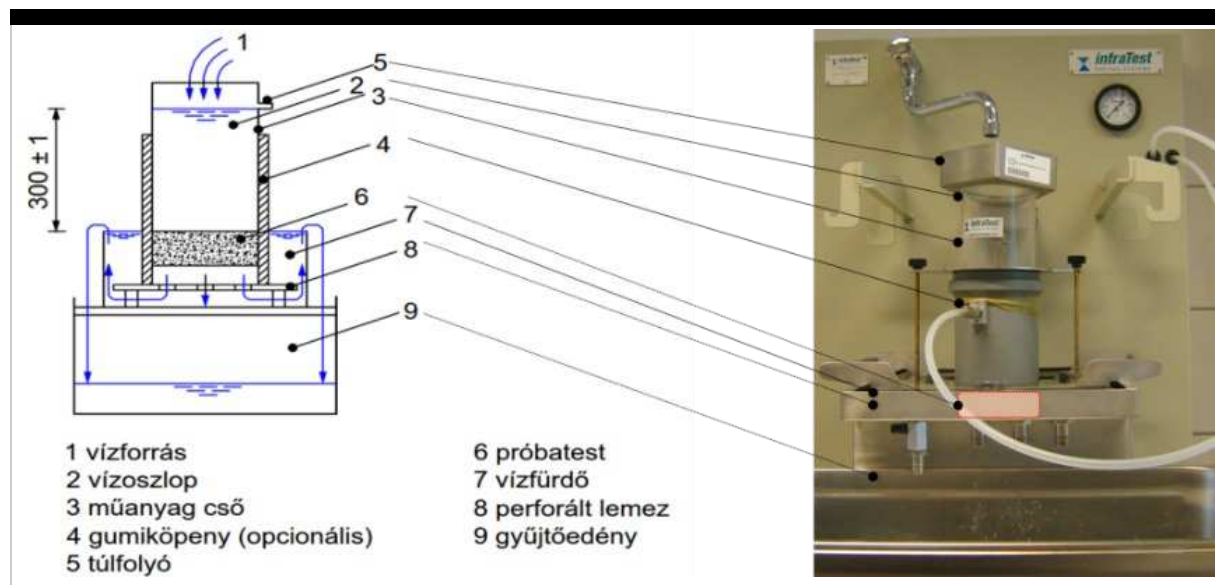 1
5
2
3
4
300 ± 1
6
7
8
9
1 vízforrás
2 vízoszlop
3 műanyag cső
4 gumiköpeny (opcionális)
5 túlfolyó
6 próbatest
7 vízfürdő
8 perforált lemez
9 gyűjtőedény
infraTest
infraTest